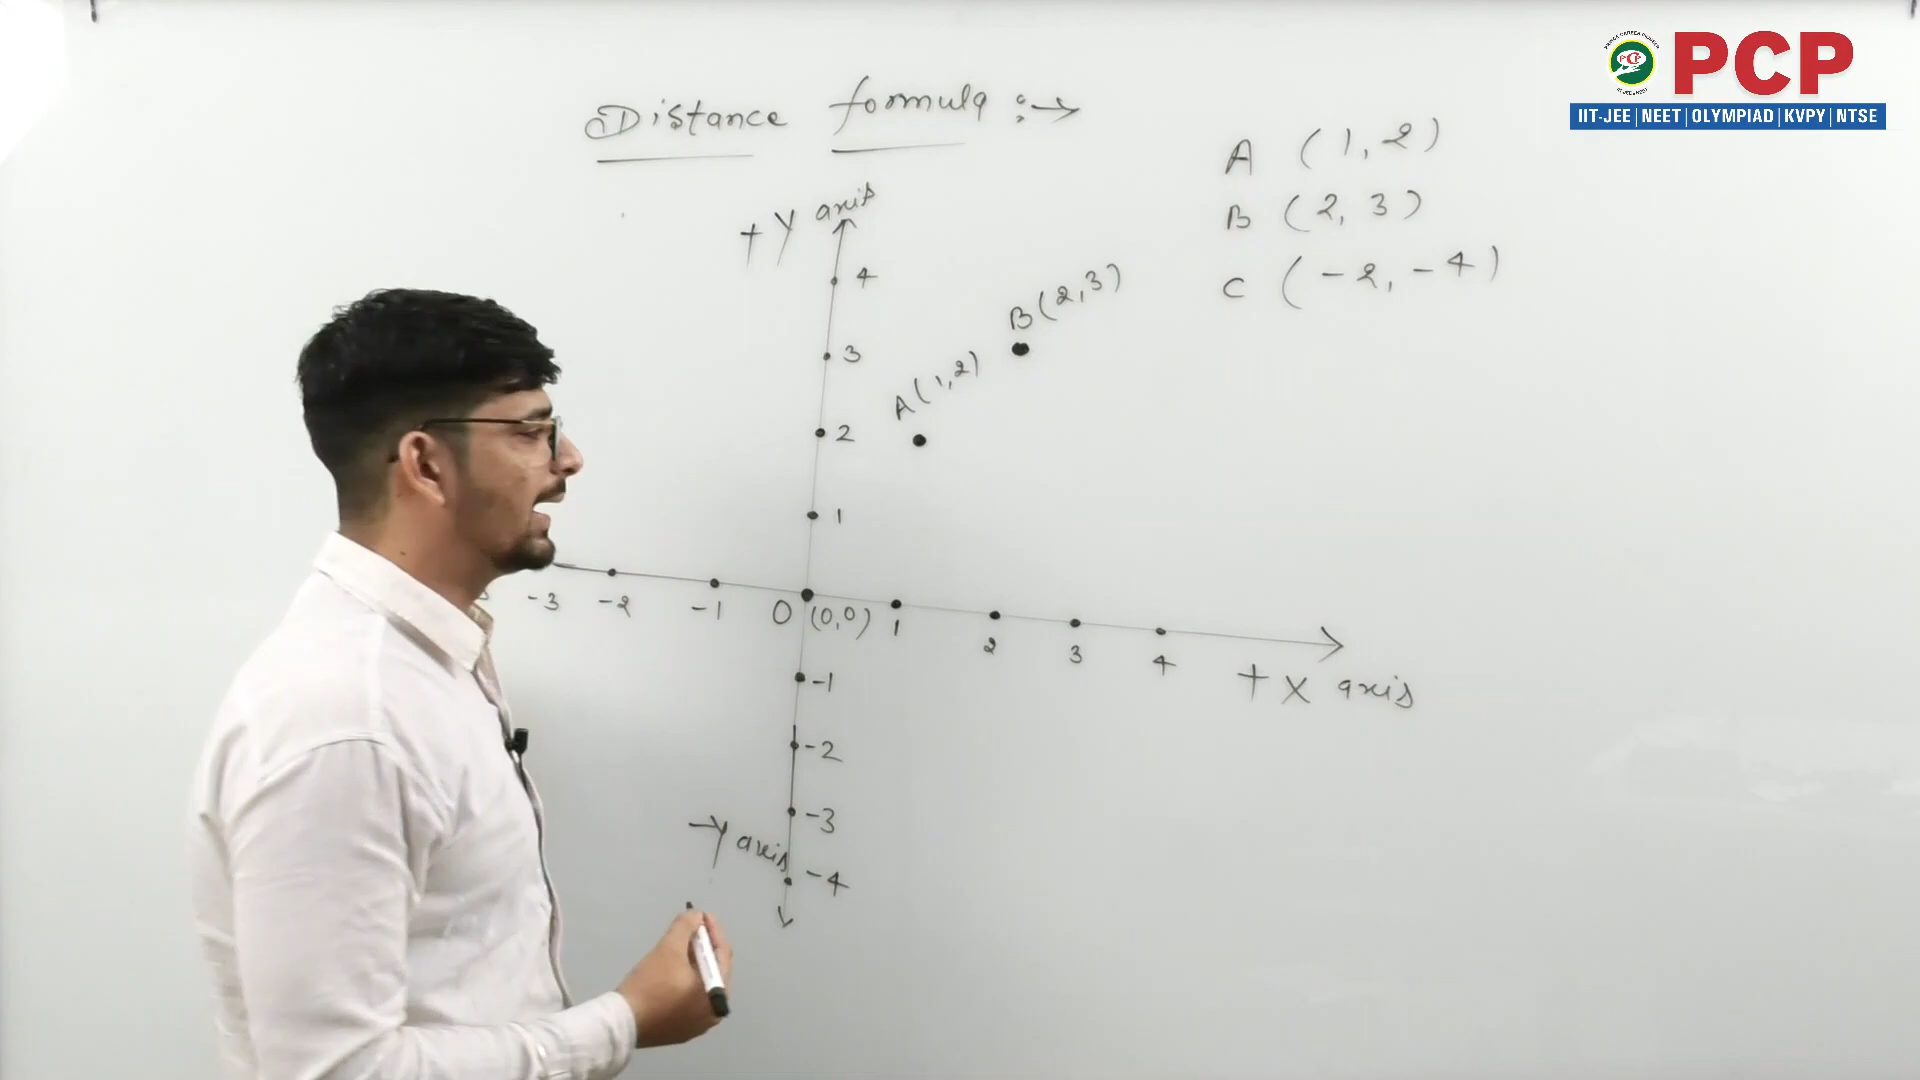 PCP
IIT-JEE | NEET | OLYMPIAD | KVPY | NTSE
Distance formula :→
A (1,2)
B (2,3)
C (-2,-4)
+Y axis
4
3
2
1
B(2,3)
A(1,2)
-3 -2 -1 0 (0,0) 1 2 3 4
+X axis
-1
-2
-3
-Y axis
-4